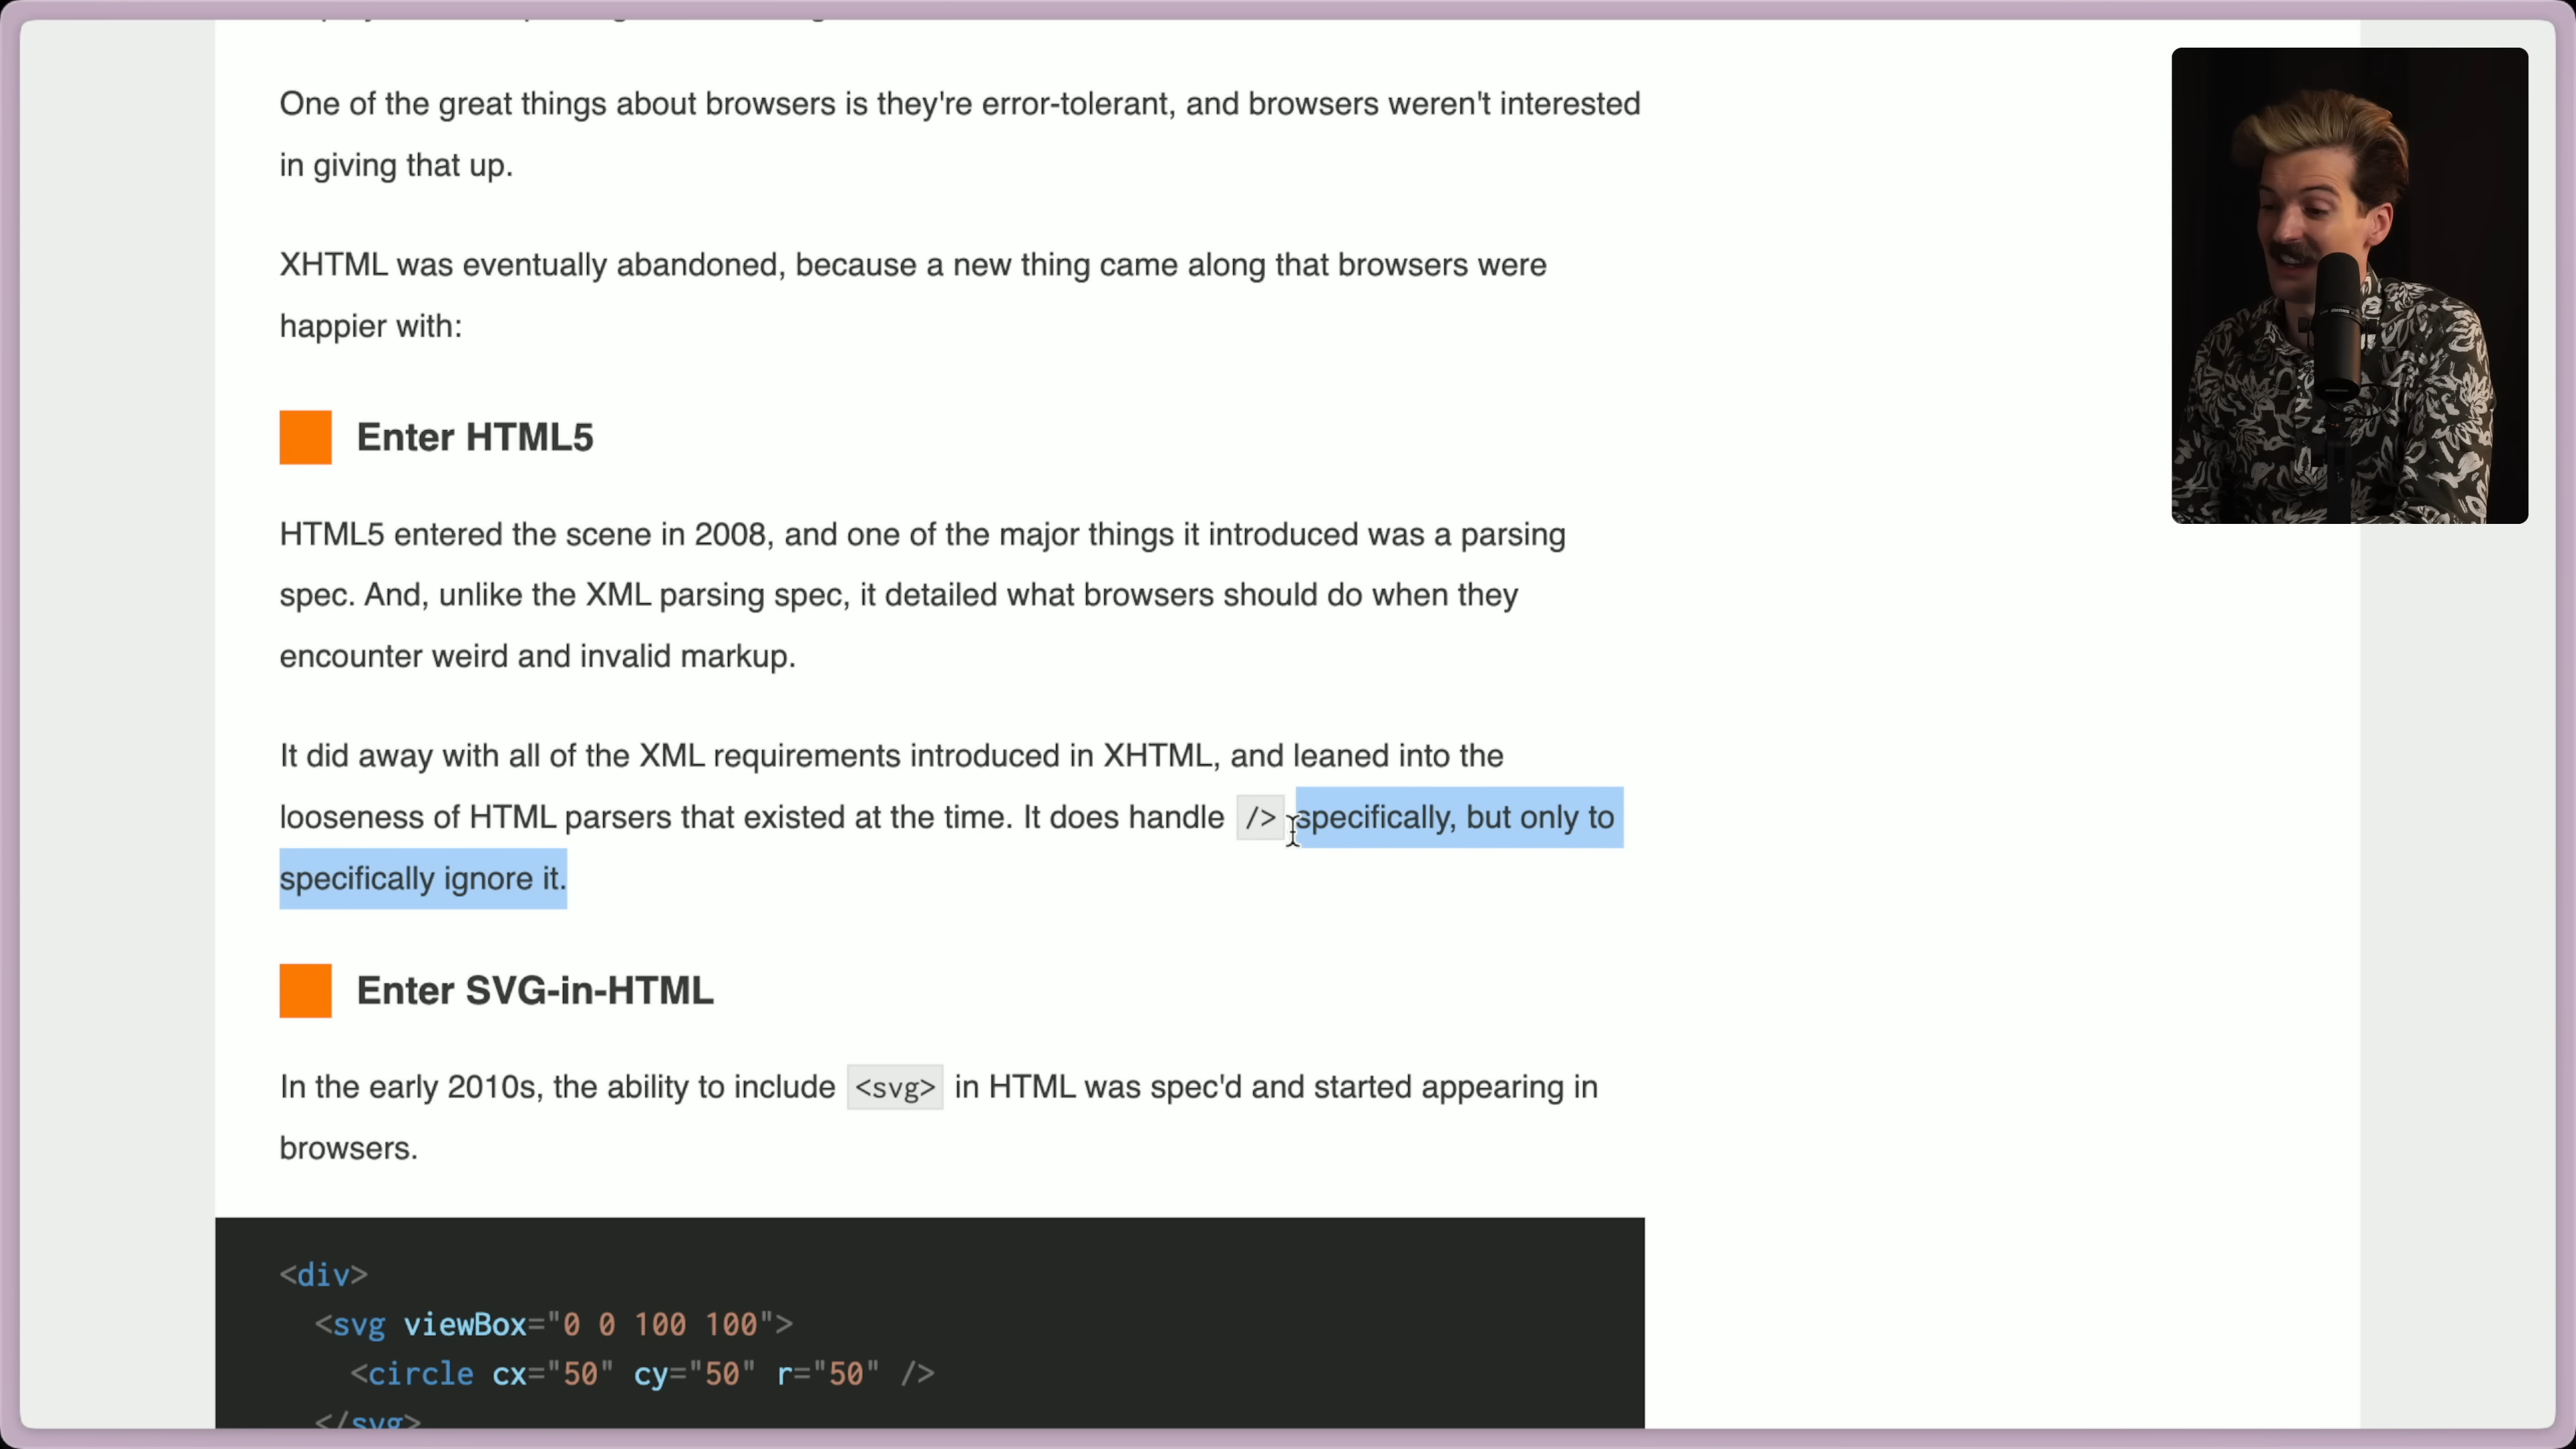 One of the great things about browsers is they're error-tolerant, and browsers weren't interested
in giving that up.
XHTML was eventually abandoned, because a new thing came along that browsers were
happier with:
Enter HTML5
HTML5 entered the scene in 2008, and one of the major things it introduced was a parsing
spec. And, unlike the XML parsing spec, it detailed what browsers should do when they
encounter weird and invalid markup.
It did away with all of the XML requirements introduced in XHTML, and leaned into the
looseness of HTML parsers that existed at the time. It does handle /> specifically, but only to
specifically ignore it.
Enter SVG-in-HTML
In the early 2010s, the ability to include <svg> in HTML was spec'd and started appearing in
browsers.
<div>
<svg viewBox="0 0 100 100">
<circle cx="50" cy="50" r="50" />
</svg>